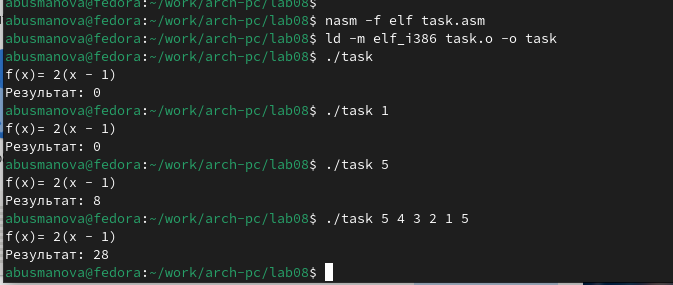 abusmanova@fedora:~/work/arch-pc/lab08$
abusmanova@fedora:~/work/arch-pc/lab08$ nasm -f elf task.asm
abusmanova@fedora:~/work/arch-pc/lab08$ ld -m elf_i386 task.o -o task
abusmanova@fedora:~/work/arch-pc/lab08$ ./task
f(x)= 2(x - 1)
Результат: 0
abusmanova@fedora:~/work/arch-pc/lab08$ ./task 1
f(x)= 2(x - 1)
Результат: 0
abusmanova@fedora:~/work/arch-pc/lab08$ ./task 5
f(x)= 2(x - 1)
Результат: 8
abusmanova@fedora:~/work/arch-pc/lab08$ ./task 5 4 3 2 1 5
f(x)= 2(x - 1)
Результат: 28
abusmanova@fedora:~/work/arch-pc/lab08$